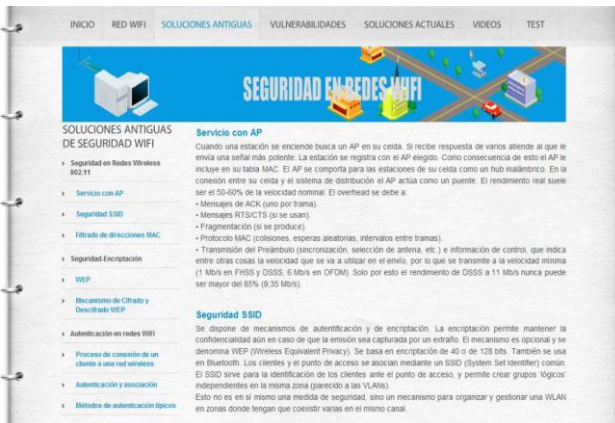 INICIO RED WIFI SOLUCIONES ANTIGUAS VULNERABILIDADES SOLUCIONES ACTUALES VIDEOS TEST
SEGURIDAD EN REDES WIFI
SOLUCIONES ANTIGUAS
DE SEGURIDAD WIFI
Seguridad en Redes Wireless
802.11
Servicio con AP
Seguridad SSID
Filtrado de direcciones MAC
Seguridad-Encriptación
WEP
Mecanismo de Cifrado y
Descifrado WEP
Autenticación en redes WiFi
Proceso de conexión de un
cliente a una red wireless
Autenticación y asociación
Métodos de autenticación típicos
Servicio con AP
Cuando una estación se enciende busca un AP en su celda. Si recibe respuesta de varios atiende al que le
envía una señal más potente. La estación se registra con el AP elegido. Como consecuencia de esto el AP le
incluye en su tabla MAC. El AP se comporta para las estaciones de su celda como un hub inalámbrico. En la
conexión entre su celda y el sistema de distribución el AP actúa como un puente. El rendimiento real suele
ser el 50-60% de la velocidad nominal. El overhead se debe a:
• Mensajes de ACK (uno por trama).
• Mensajes RTS/CTS (si se usan).
• Fragmentación (si se produce)
• Protocolo MAC (colisiones, esperas aleatorias, intervalos entre tramas).
• Transmisión del Preámbulo (sincronización, selección de antena, etc.) e información de control, que indica
entre otras cosas la velocidad que se va a utilizar en el envío, por lo que se transmite a la velocidad mínima
(1 Mb/s en FHSS y DSSS, 6 Mb/s en OFDM). Solo por esto el rendimiento de DSSS a 11 Mb/s nunca puede
ser mayor del 85% (9,35 Mb/s).
Seguridad SSID
Se dispone de mecanismos de autentificación y de encriptación. La encriptación permite mantener la
confidencialidad aún en caso de que la emisión sea capturada por un extraño. El mecanismo es opcional y se
denomina WEP (Wireless Equivalent Privacy). Se basa en encriptación de 40 o de 128 bits. También se usa
en Bluetooth. Los clientes y el punto de acceso se asocian mediante un SSID (System Set Identifier) común.
El SSID sirve para la identificación de los clientes ante el punto de acceso, y permite crear grupos 'lógicos'
independientes en la misma zona (parecido a las VLANs).
Esto no es en sí mismo una medida de seguridad, sino un mecanismo para organizar y gestionar una WLAN
en zonas donde tengan que coexistir varias en el mismo canal.